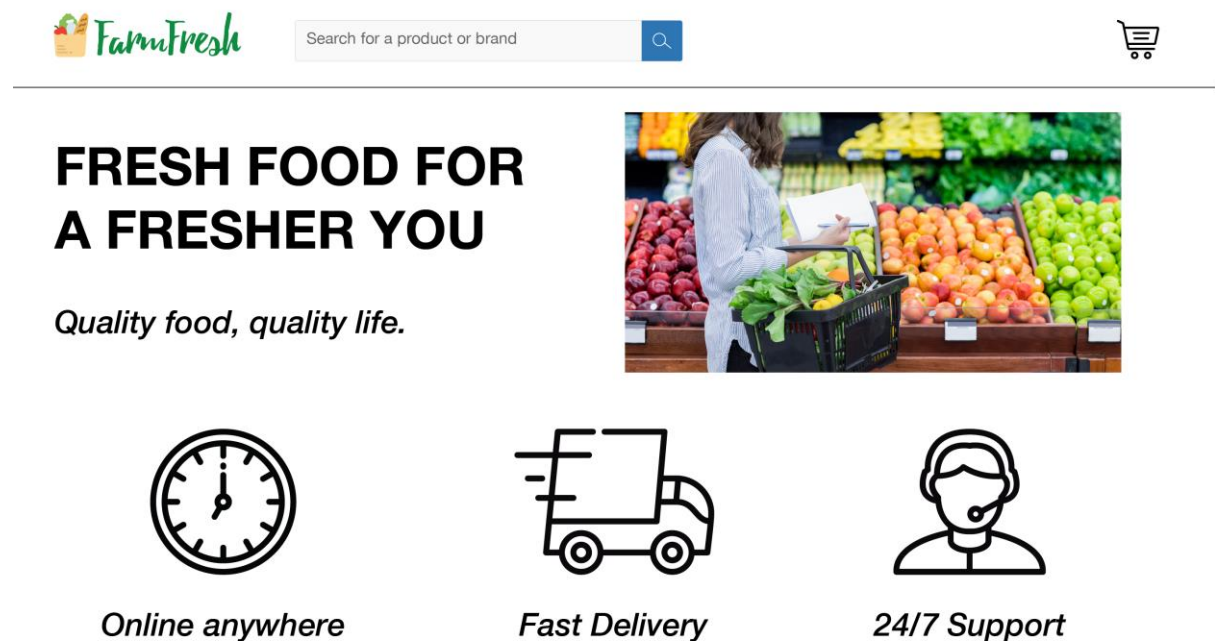 FarmFresh
Search for a product or brand
FRESH FOOD FOR
A FRESHER YOU
Quality food, quality life.
Online anywhere
Fast Delivery
24/7 Support